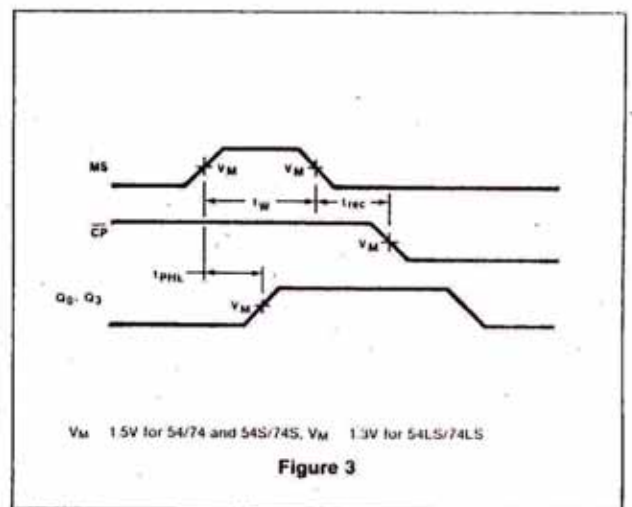 MS
VM
VM
tW
trec
CP
VM
tPHL
Q0- Q3
VM
VM 1.5V for 54/74 and 54S/74S, VM 1.3V for 54LS/74LS
Figure 3